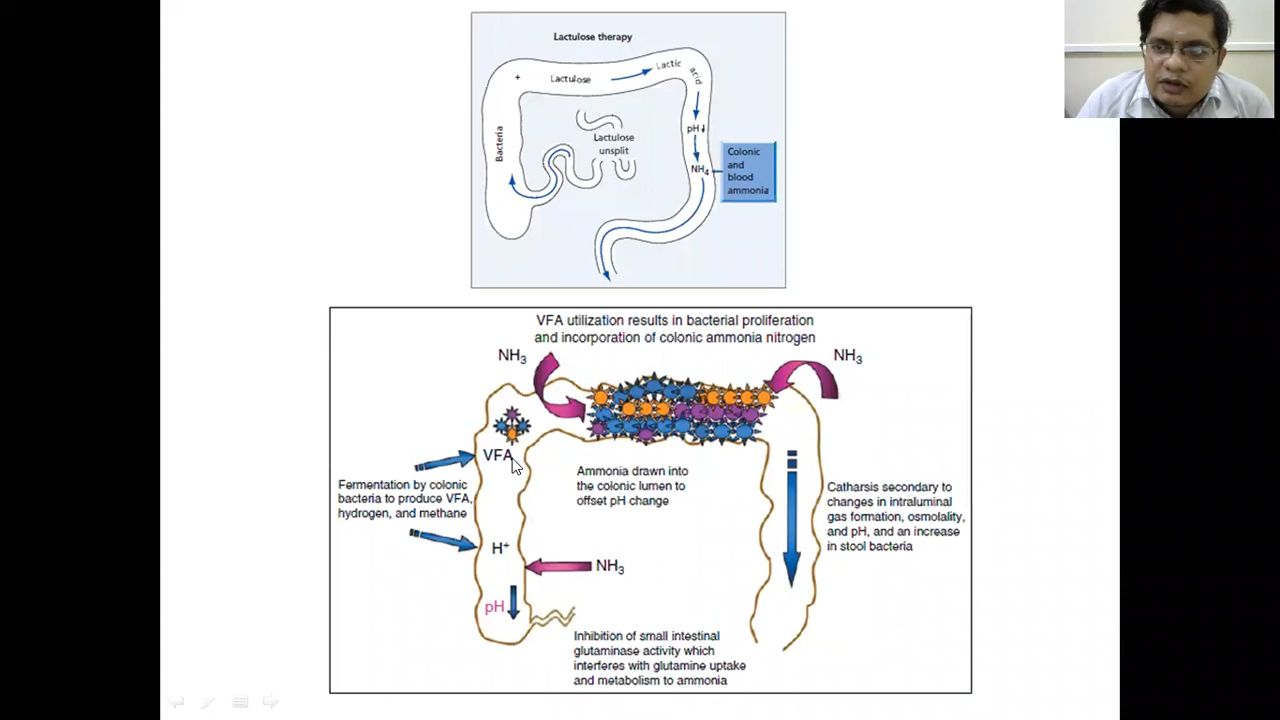 Lactulose therapy
+ Lactulose
Lactic
acid
Bacteria
Lactulose
unsplit
pH
NH4
Colonic
and
blood
ammonia
VFA utilization results in bacterial proliferation
and incorporation of colonic ammonia nitrogen
NH3
NH3
VFA
Ammonia drawn into
the colonic lumen to
offset pH change
Fermentation by colonic
bacteria to produce VFA,
hydrogen, and methane
Catharsis secondary to
changes in intraluminal
gas formation, osmolality,
and pH, and an increase
in stool bacteria
H+
NH3
pH
Inhibition of small intestinal
glutaminase activity which
interferes with glutamine uptake
and metabolism to ammonia